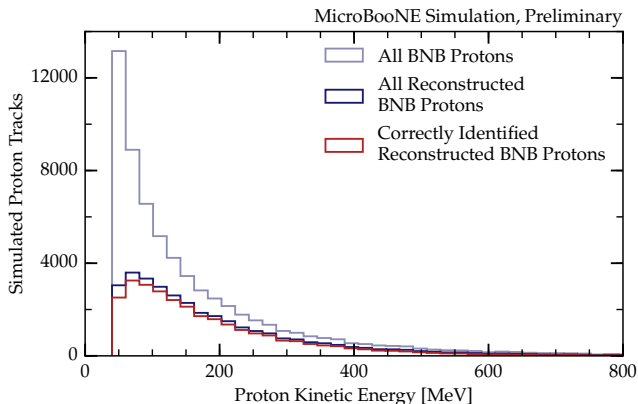 MicroBooNE Simulation, Preliminary
All BNB Protons
All Reconstructed
BNB Protons
Correctly Identified
Reconstructed BNB Protons
Simulated Proton Tracks
12000
8000
4000
0
0 200 400 600 800
Proton Kinetic Energy [MeV]